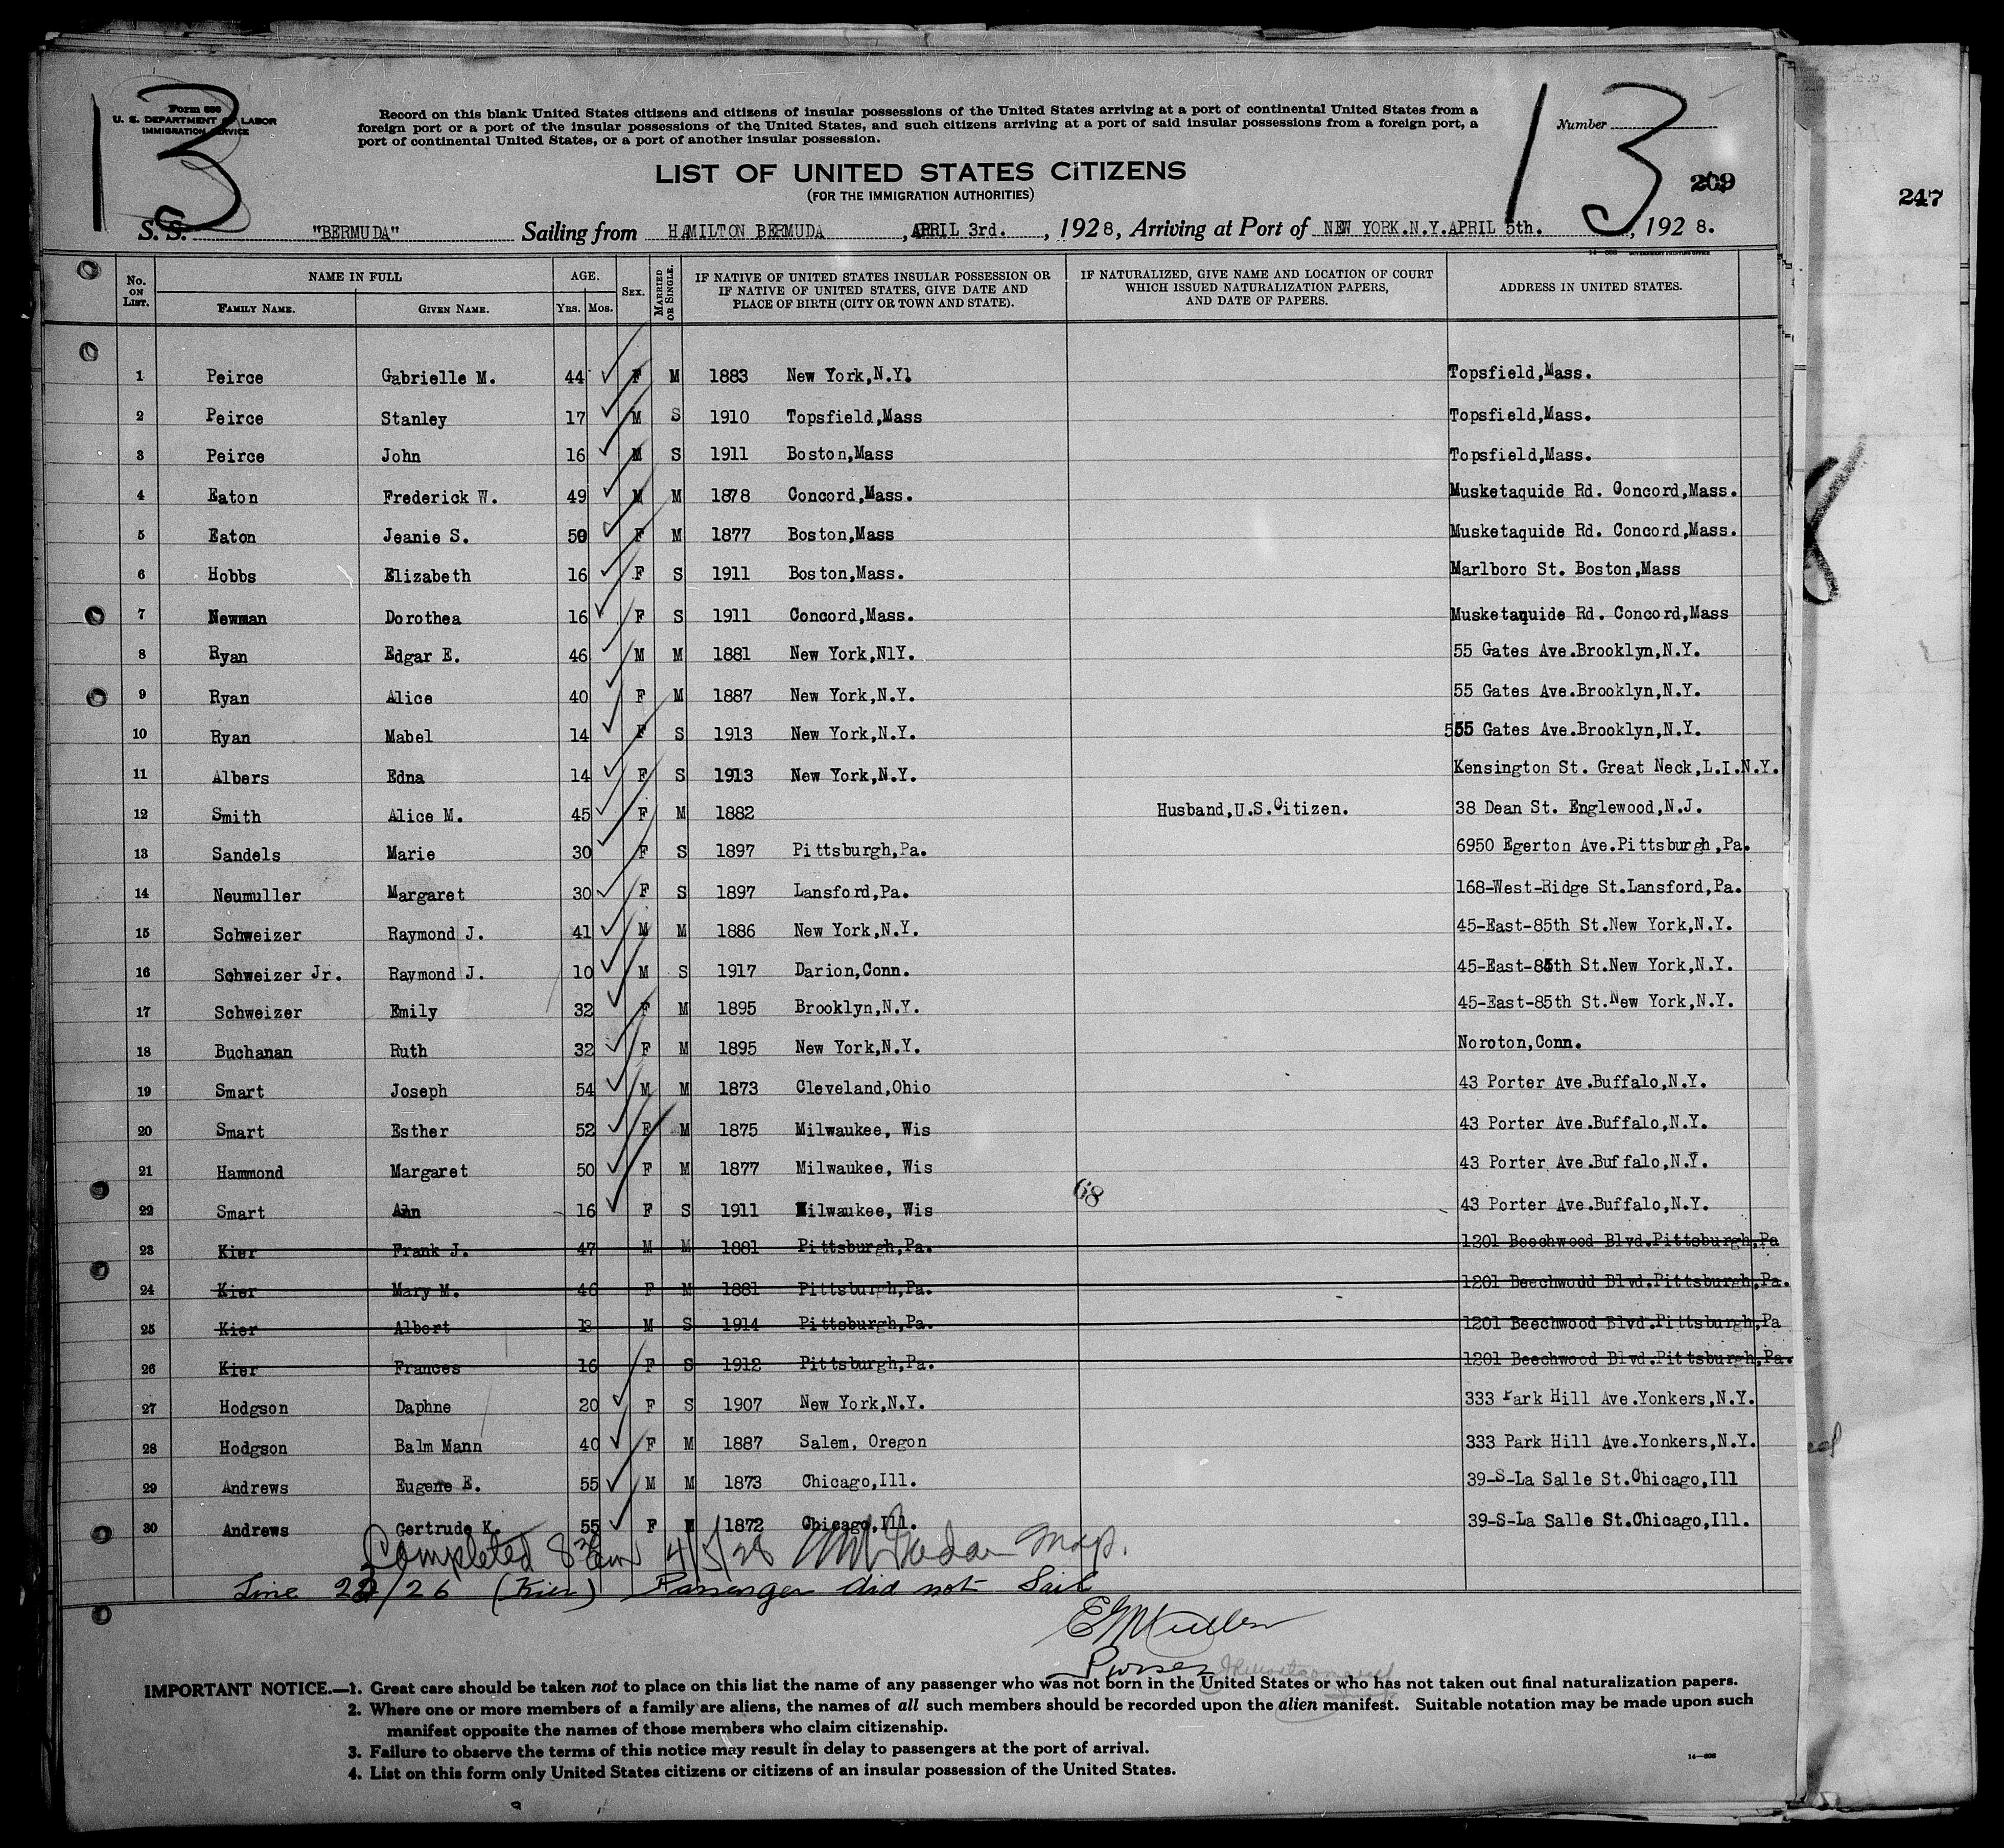 13
Form 630
U. S. DEPARTMENT OF LABOR
IMMIGRATION SERVICE
Record on this blank United States citizens and citizens of insular possessions of the United States arriving at a port of continental United States from a
foreign port or a port of the insular possessions of the United States, and such citizens arriving at a port of said insular possessions from a foreign port, a
port of continental United States, or a port of another insular possession.
Number
13
LIST OF UNITED STATES CITIZENS
(FOR THE IMMIGRATION AUTHORITIES)
209
247
S. S. "BERMUDA" Sailing from HAMILTON BERMUDA, APRIL 3rd., 1928, Arriving at Port of NEW YORK.N.Y.APRIL 5th., 1928.
No. ON LIST. NAME IN FULL FAMILY NAME. GIVEN NAME. AGE. YRS. MOS. SEX. MARRIED OR SINGLE. IF NATIVE OF UNITED STATES INSULAR POSSESSION OR IF NATIVE OF UNITED STATES, GIVE DATE AND PLACE OF BIRTH (CITY OR TOWN AND STATE). IF NATURALIZED, GIVE NAME AND LOCATION OF COURT WHICH ISSUED NATURALIZATION PAPERS, AND DATE OF PAPERS. ADDRESS IN UNITED STATES.
1 Peirce Gabrielle M. 44 F M 1883 New York,N.Yl Topsfield,Mass.
2 Peirce Stanley 17 M S 1910 Topsfield,Mass Topsfield,Mass.
3 Peirce John 16 M S 1911 Boston,Mass Topsfield,Mass.
4 Eaton Frederick W. 49 M M 1878 Concord,Mass. Musketaquide Rd. Concord,Mass.
5 Eaton Jeanie S. 50 F M 1877 Boston,Mass Musketaquide Rd. Concord,Mass.
6 Hobbs Elizabeth 16 F S 1911 Boston,Mass. Marlboro St. Boston,Mass
7 Newman Dorothea 16 F S 1911 Concord,Mass. Musketaquide Rd. Concord,Mass
8 Ryan Edgar E. 46 M M 1881 New York,NlY. 55 Gates Ave.Brooklyn,N.Y.
9 Ryan Alice 40 F M 1887 New York,N.Y. 55 Gates Ave.Brooklyn,N.Y.
10 Ryan Mabel 14 F S 1913 New York,N.Y. 555 Gates Ave.Brooklyn,N.Y.
11 Albers Edna 14 F S 1913 New York,N.Y. Kensington St. Great Neck,L.I.N.Y.
12 Smith Alice M. 45 F M 1882 Husband,U.S.Citizen. 38 Dean St. Englewood,N.J.
13 Sandels Marie 30 F S 1897 Pittsburgh,Pa. 6950 Egerton Ave.Pittsburgh,Pa.
14 Neumuller Margaret 30 F S 1897 Lansford,Pa. 168-West-Ridge St.Lansford,Pa.
15 Schweizer Raymond J. 41 M M 1886 New York,N.Y. 45-East-85th St.New York,N.Y.
16 Schweizer Jr. Raymond J. 10 M S 1917 Darion,Conn. 45-East-85th St.New York,N.Y.
17 Schweizer Emily 32 F M 1895 Brooklyn,N.Y. 45-East-85th St.New York,N.Y.
18 Buchanan Ruth 32 F M 1895 New York,N.Y. Noroton,Conn.
19 Smart Joseph 54 M M 1873 Cleveland,Ohio 43 Porter Ave.Buffalo,N.Y.
20 Smart Esther 52 F M 1875 Milwaukee, Wis 43 Porter Ave.Buffalo,N.Y.
21 Hammond Margaret 50 F M 1877 Milwaukee, Wis 43 Porter Ave.Buffalo,N.Y.
68
22 Smart Ann 16 F S 1911 Milwaukee, Wis 43 Porter Ave.Buffalo,N.Y.
23 Kier Frank J. 47 M M 1881 Pittsburgh,Pa. 1201 Beechwood Blvd.Pittsburgh,Pa
24 Kier Mary M. 46 F M 1881 Pittsburgh,Pa. 1201 Beechwodd Blvd.Pittsburgh,Pa.
25 Kier Albert 13 M S 1914 Pittsburgh,Pa. 1201 Beechwood Blvd.Pittsburgh,Pa
26 Kier Frances 16 F S 1912 Pittsburgh,Pa. 1201 Beechwood Blvd.Pittsburgh,Pa.
27 Hodgson Daphne 20 F S 1907 New York,N.Y. 333 Park Hill Ave.Yonkers,N.Y.
28 Hodgson Balm Mann 40 F M 1887 Salem, Oregon 333 Park Hill Ave.Yonkers,N.Y.
29 Andrews Eugene E. 55 M M 1873 Chicago,Ill. 39-S-La Salle St.Chicago,Ill
30 Andrews Gertrude K. 55 F M 1872 Chicago,Ill. 39-S-La Salle St.Chicago,Ill.
Completed 4/5/28 Insp.
Line 22/26 (Kier) Passenger did not Sail
Purser
IMPORTANT NOTICE.—1. Great care should be taken not to place on this list the name of any passenger who was not born in the United States or who has not taken out final naturalization papers.
2. Where one or more members of a family are aliens, the names of all such members should be recorded upon the alien manifest. Suitable notation may be made upon such
manifest opposite the names of those members who claim citizenship.
3. Failure to observe the terms of this notice may result in delay to passengers at the port of arrival.
4. List on this form only United States citizens or citizens of an insular possession of the United States.